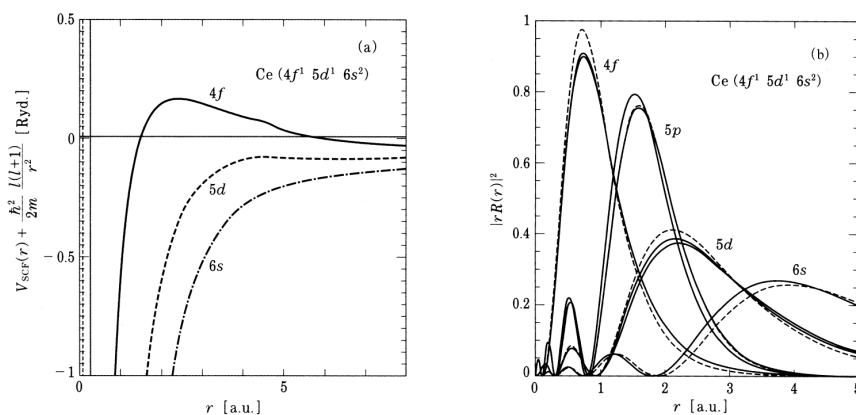 0.5
0
−0.5
−1
0
5
(a)
Ce (4f¹ 5d¹ 6s²)
4f
5d
6s
V_SCF(r) + ℏ²/2m l(l+1)/r² [Ryd.]
r [a.u.]
1
0.8
0.6
0.4
0.2
0
0
1
2
3
4
5
(b)
4f
Ce (4f¹ 5d¹ 6s²)
5p
5d
6s
|rR(r)|²
r [a.u.]